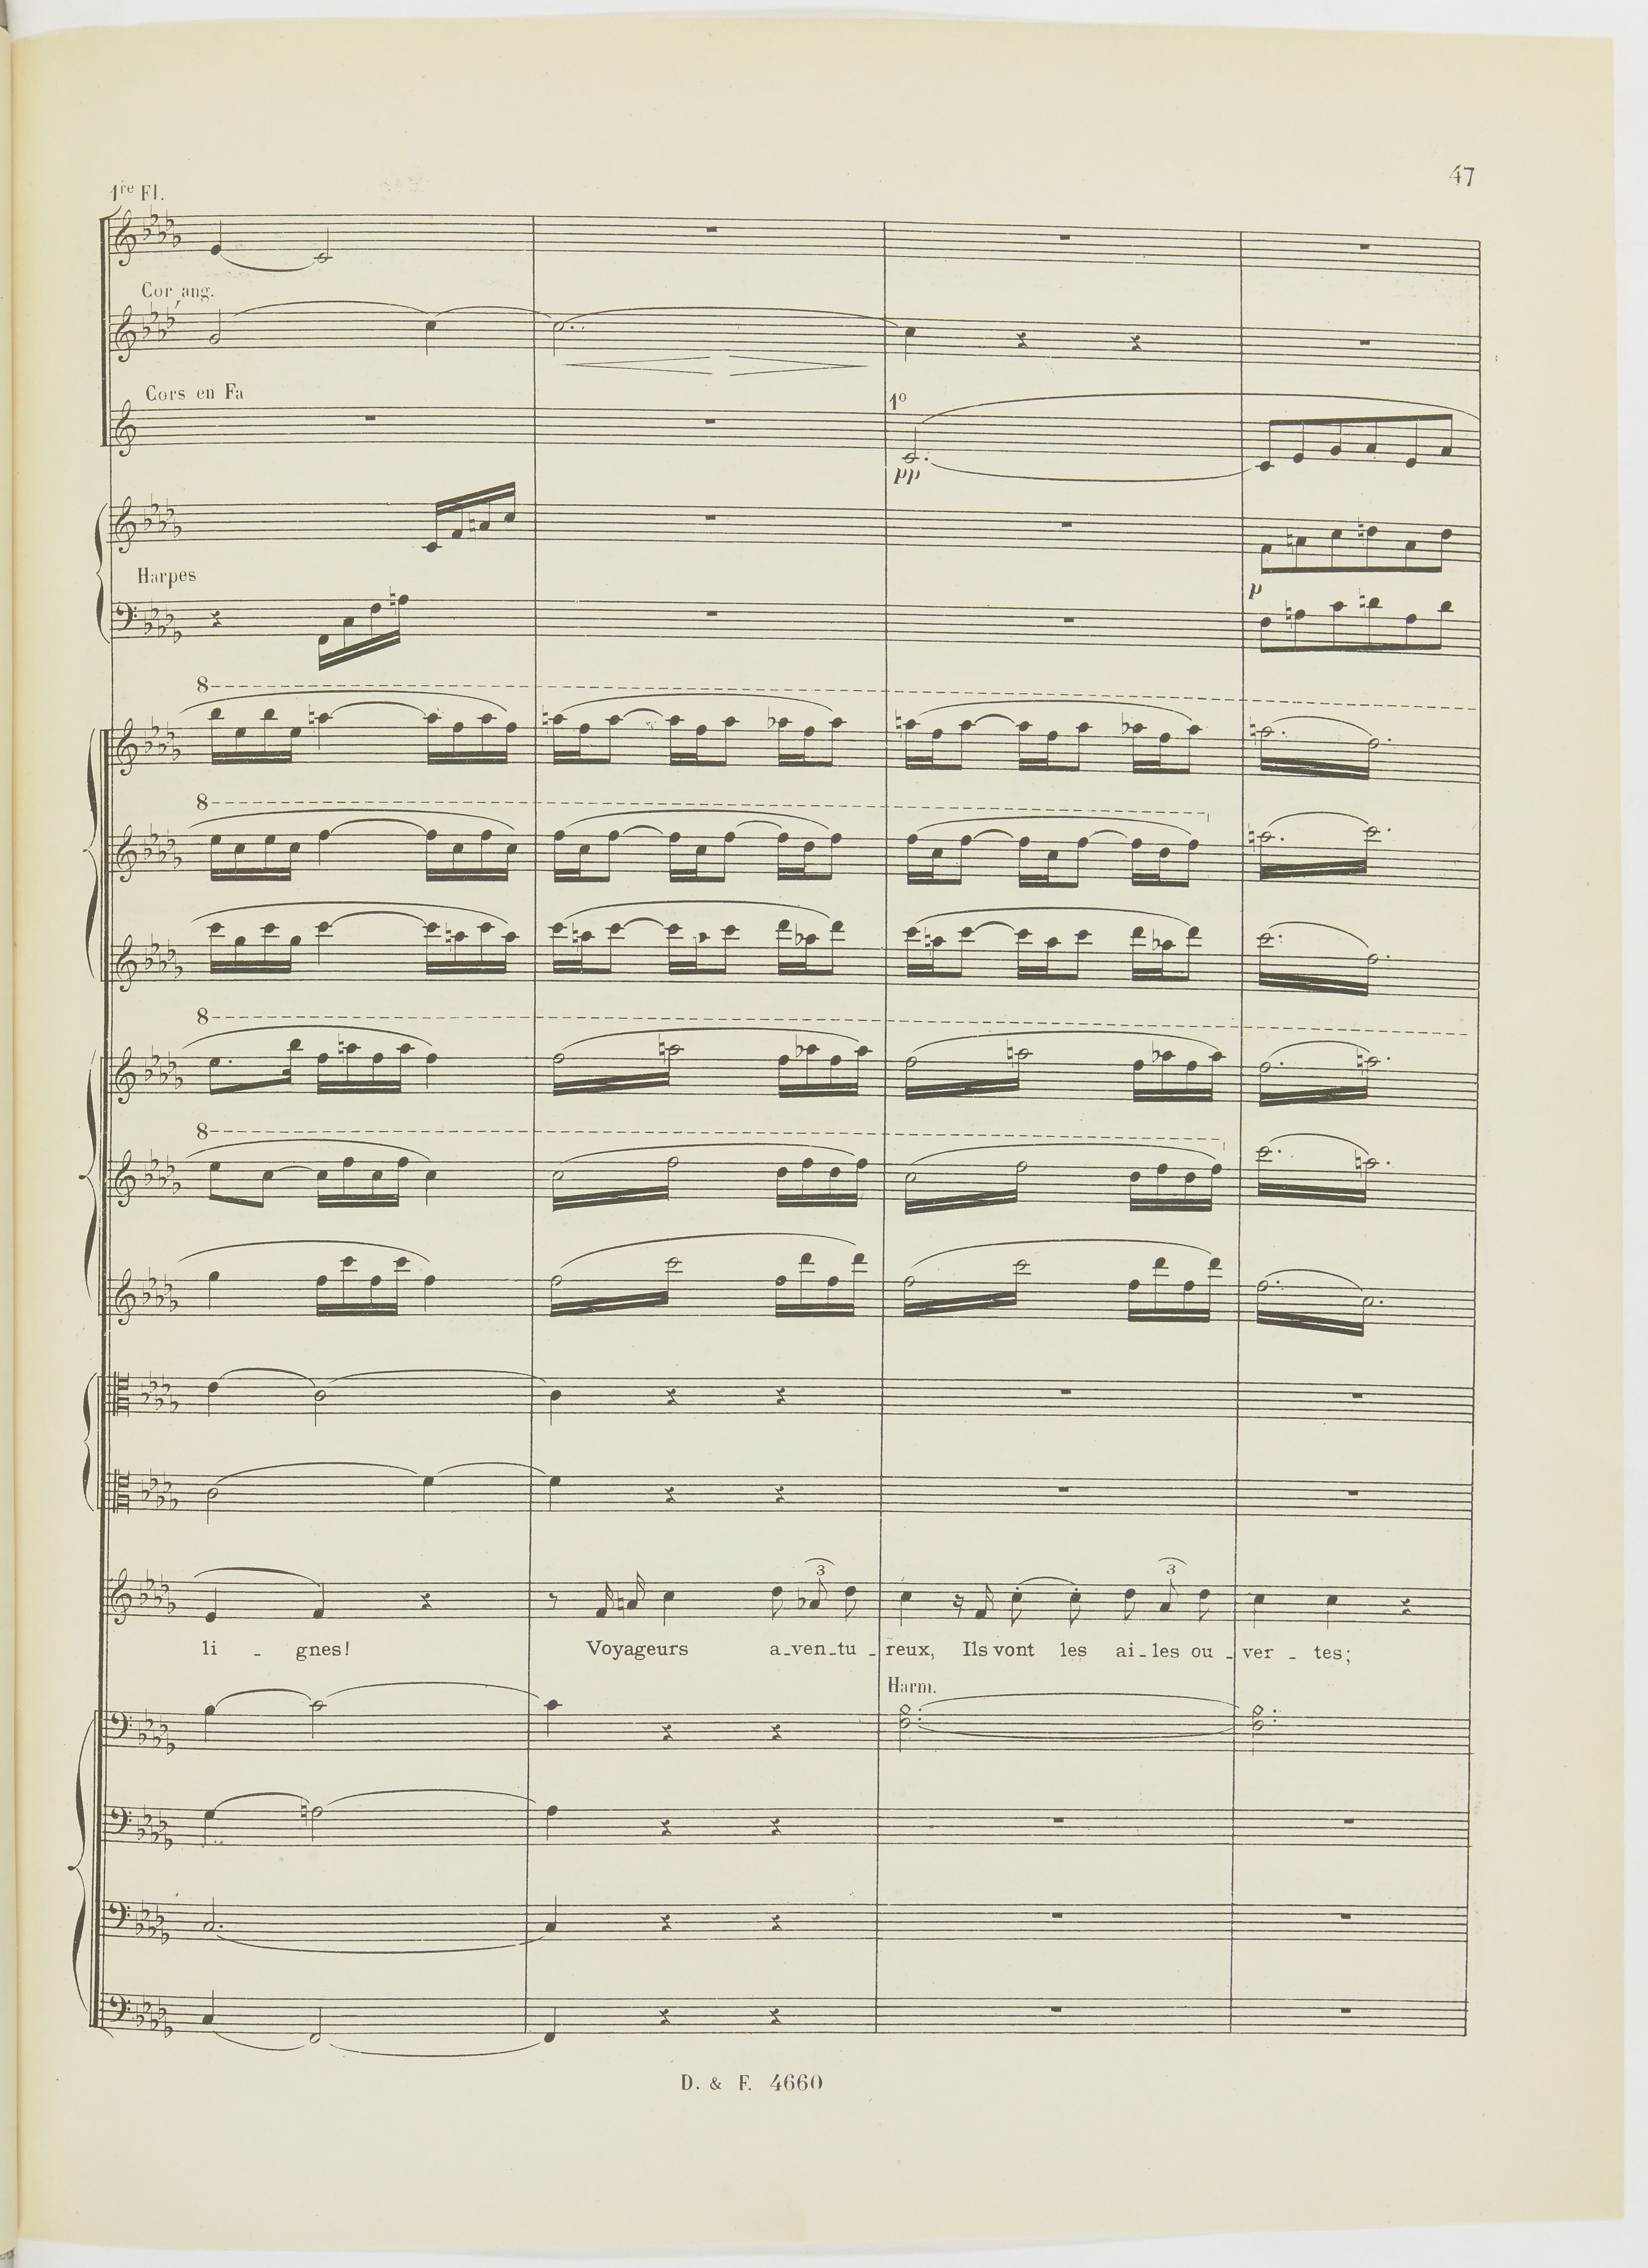 47
1re Fl.
Cor ang.
Cors en Fa
1o
pp
Harpes
p
8
8
8
8
3
3
li - gnes! Voyageurs a-ven-tu-reux, Ils vont les ai-les ou-ver-tes;
Harm.
D. & F. 4660